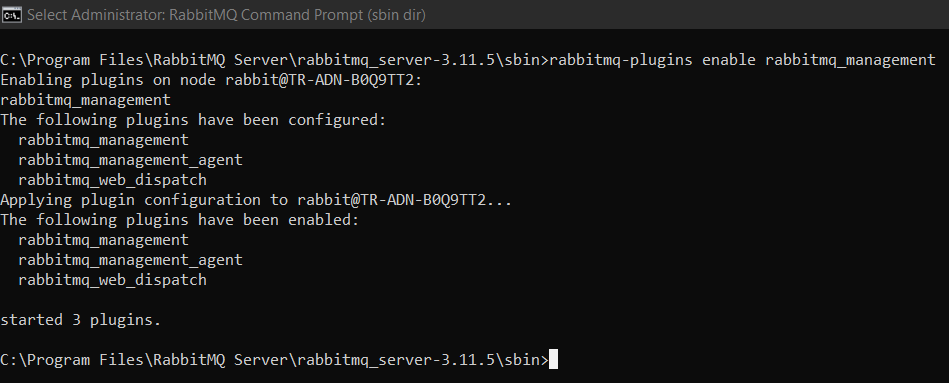 Select Administrator: RabbitMQ Command Prompt (sbin dir)
C:\Program Files\RabbitMQ Server\rabbitmq_server-3.11.5\sbin>rabbitmq-plugins enable rabbitmq_management
Enabling plugins on node rabbit@TR-ADN-B0Q9TT2:
rabbitmq_management
The following plugins have been configured:
  rabbitmq_management
  rabbitmq_management_agent
  rabbitmq_web_dispatch
Applying plugin configuration to rabbit@TR-ADN-B0Q9TT2...
The following plugins have been enabled:
  rabbitmq_management
  rabbitmq_management_agent
  rabbitmq_web_dispatch
started 3 plugins.
C:\Program Files\RabbitMQ Server\rabbitmq_server-3.11.5\sbin>